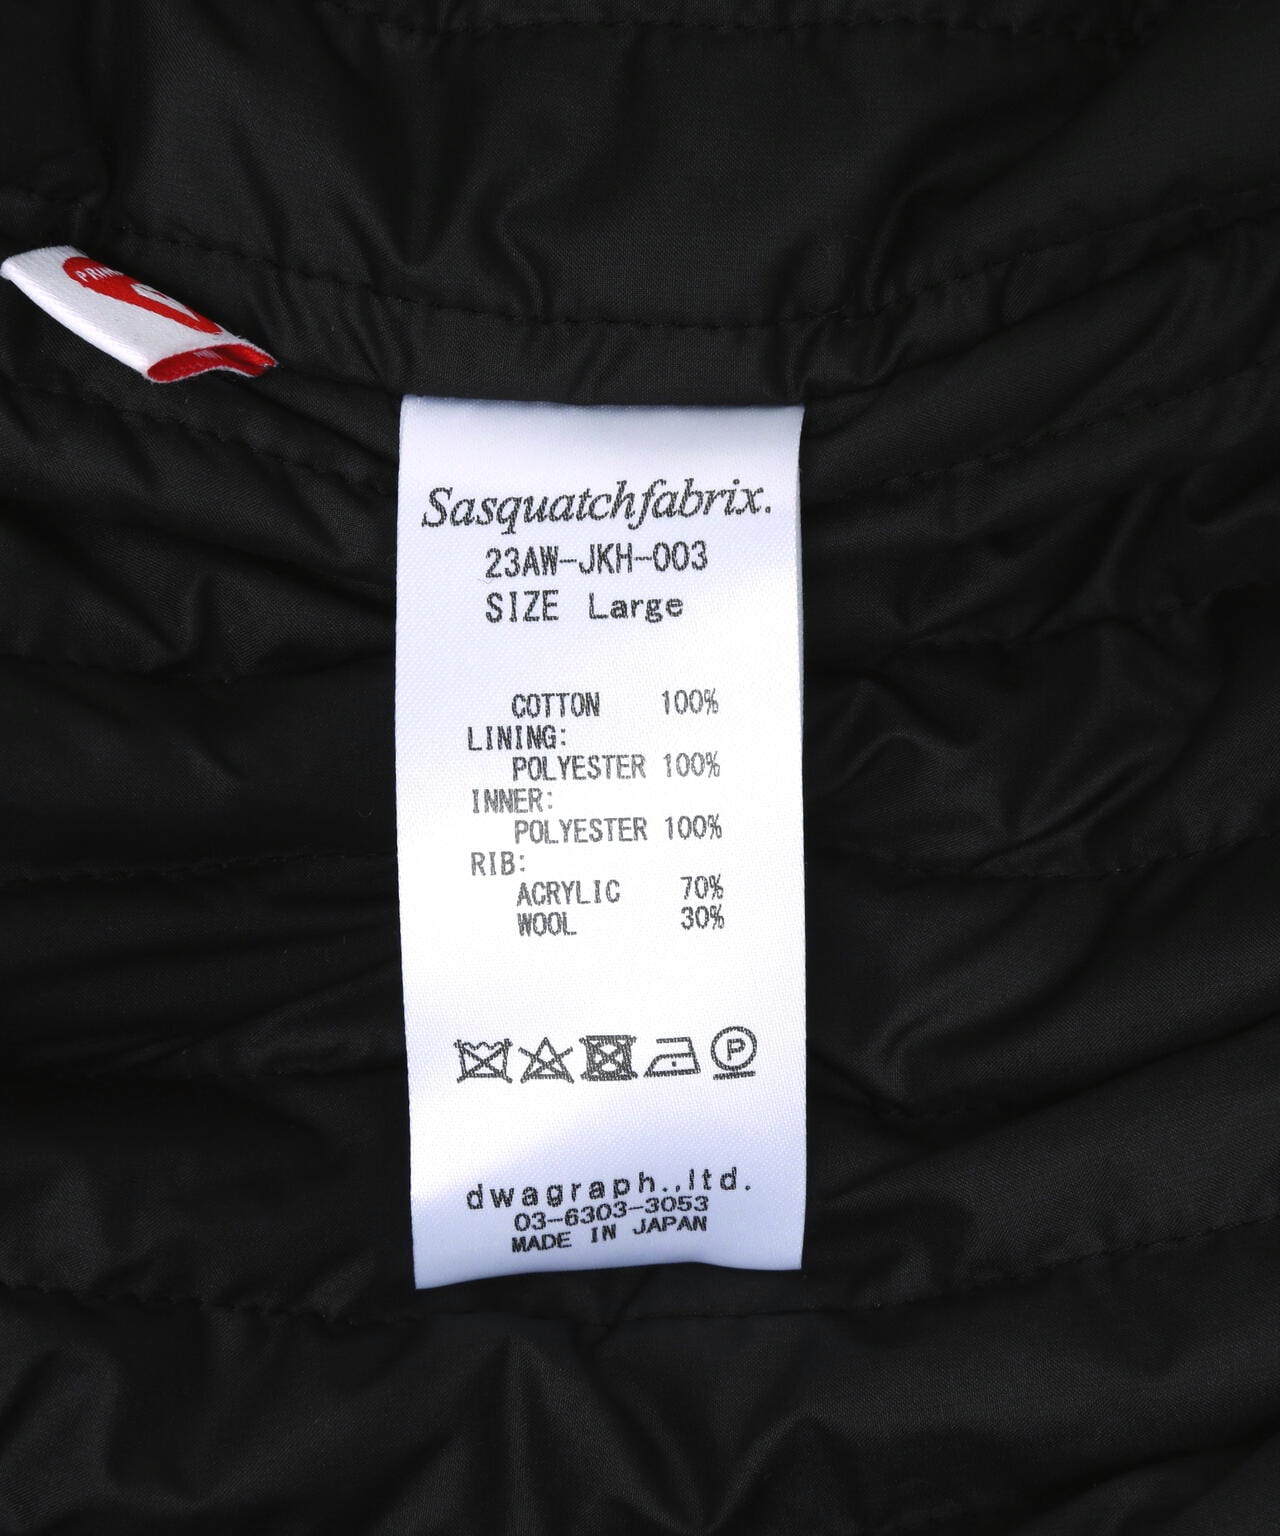 Sasquatchfabrix.
23AW-JKH-003
SIZE Large
COTTON 100%
LINING:
POLYESTER 100%
INNER:
POLYESTER 100%
RIB:
ACRYLIC 70%
WOOL 30%
P
dwagraph.,ltd.
03-6303-3053
MADE IN JAPAN